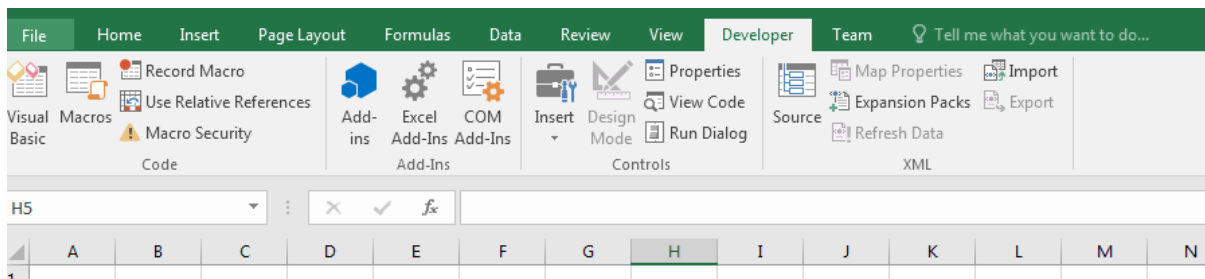 File Home Insert Page Layout Formulas Data Review View Developer Team Tell me what you want to do...
Visual Basic
Macros
Record Macro
Use Relative References
Macro Security
Code
Add-ins
Excel Add-Ins
COM Add-Ins
Add-Ins
Insert
Design Mode
Properties
View Code
Run Dialog
Controls
Source
Map Properties
Expansion Packs
Refresh Data
Import
Export
XML
H5 fx
A B C D E F G H I J K L M N
1